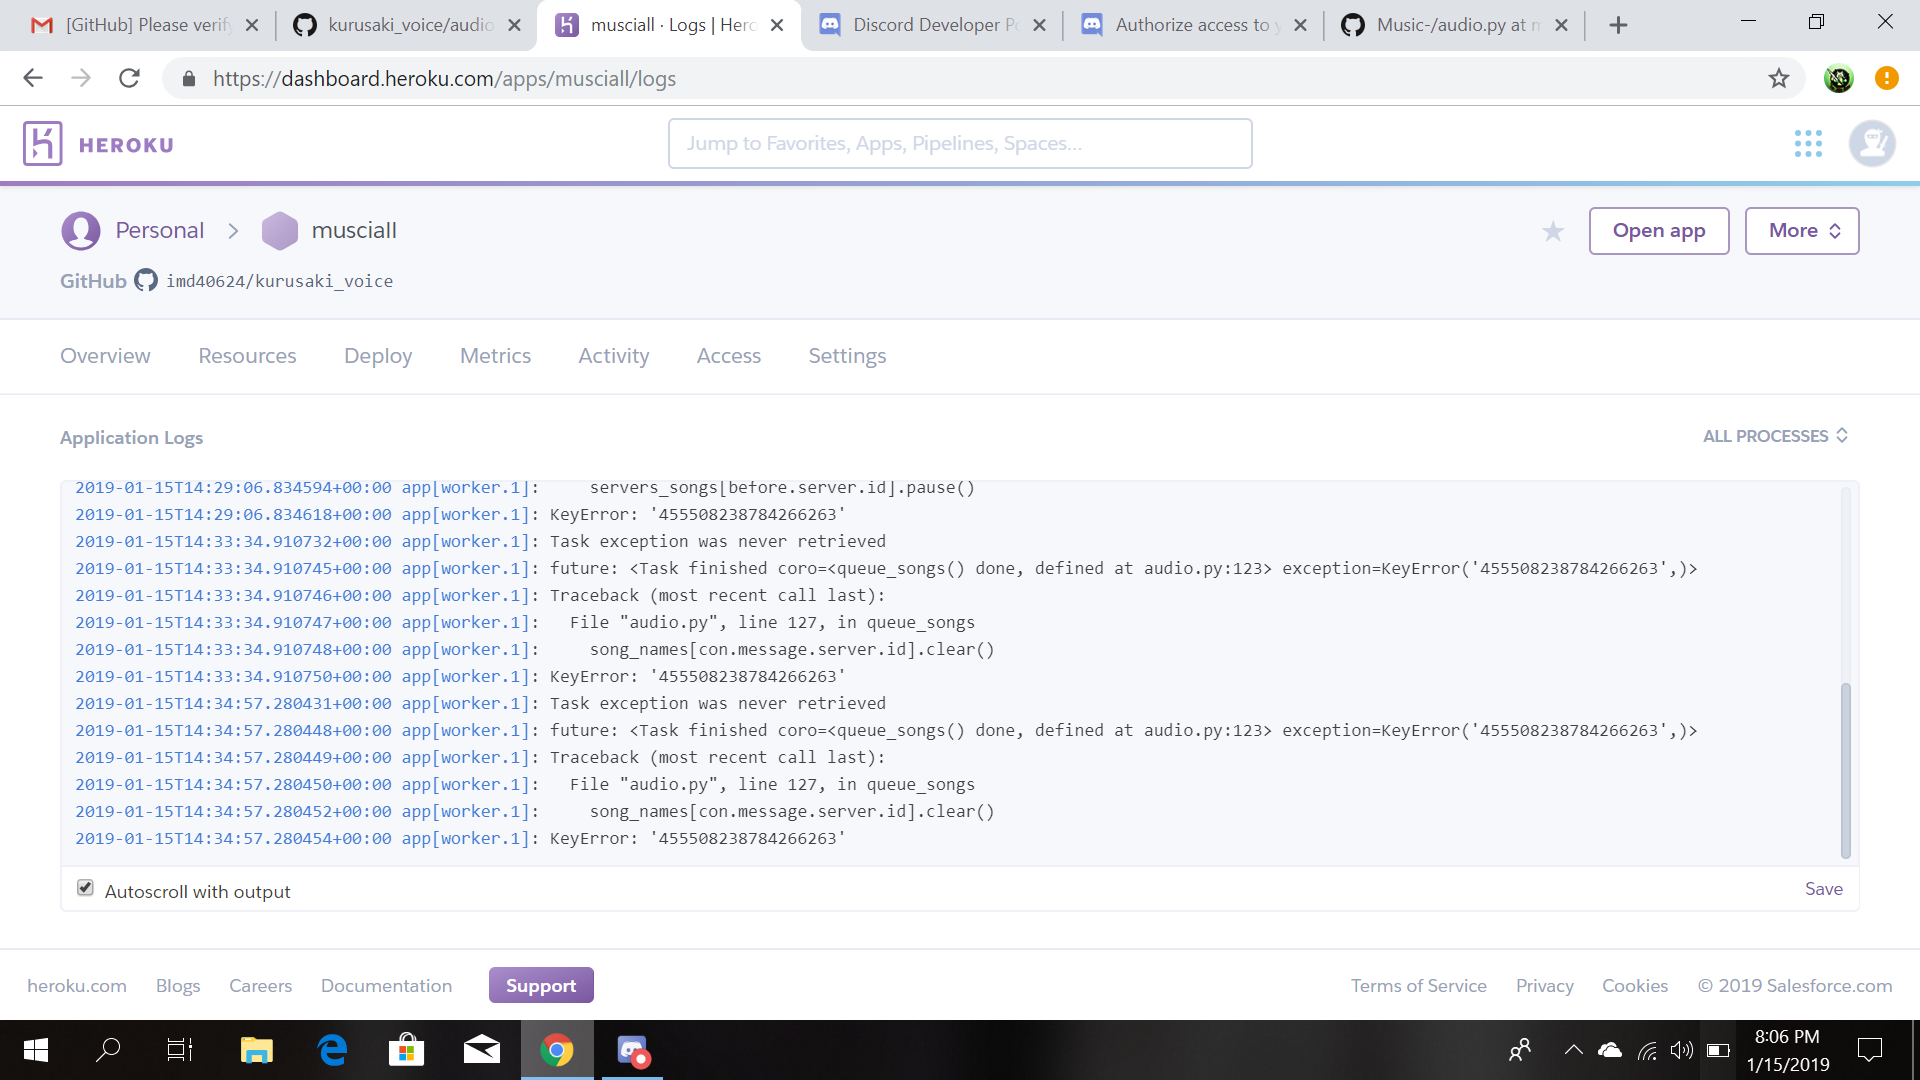 [GitHub] Please verify
kurusaki_voice/audio
musciall · Logs | Hero
Discord Developer Po
Authorize access to y
Music-/audio.py at m
https://dashboard.heroku.com/apps/musciall/logs
HEROKU
Jump to Favorites, Apps, Pipelines, Spaces...
Personal > musciall
Open app
More
GitHub imd40624/kurusaki_voice
Overview Resources Deploy Metrics Activity Access Settings
Application Logs
ALL PROCESSES
2019-01-15T14:29:06.834594+00:00 app[worker.1]:     servers_songs[before.server.id].pause()
2019-01-15T14:29:06.834618+00:00 app[worker.1]: KeyError: '455508238784266263'
2019-01-15T14:33:34.910732+00:00 app[worker.1]: Task exception was never retrieved
2019-01-15T14:33:34.910745+00:00 app[worker.1]: future: <Task finished coro=<queue_songs() done, defined at audio.py:123> exception=KeyError('455508238784266263',)>
2019-01-15T14:33:34.910746+00:00 app[worker.1]: Traceback (most recent call last):
2019-01-15T14:33:34.910747+00:00 app[worker.1]:   File "audio.py", line 127, in queue_songs
2019-01-15T14:33:34.910748+00:00 app[worker.1]:     song_names[con.message.server.id].clear()
2019-01-15T14:33:34.910750+00:00 app[worker.1]: KeyError: '455508238784266263'
2019-01-15T14:34:57.280431+00:00 app[worker.1]: Task exception was never retrieved
2019-01-15T14:34:57.280448+00:00 app[worker.1]: future: <Task finished coro=<queue_songs() done, defined at audio.py:123> exception=KeyError('455508238784266263',)>
2019-01-15T14:34:57.280449+00:00 app[worker.1]: Traceback (most recent call last):
2019-01-15T14:34:57.280450+00:00 app[worker.1]:   File "audio.py", line 127, in queue_songs
2019-01-15T14:34:57.280452+00:00 app[worker.1]:     song_names[con.message.server.id].clear()
2019-01-15T14:34:57.280454+00:00 app[worker.1]: KeyError: '455508238784266263'
Autoscroll with output
Save
heroku.com Blogs Careers Documentation Support
Terms of Service Privacy Cookies © 2019 Salesforce.com
8:06 PM
1/15/2019